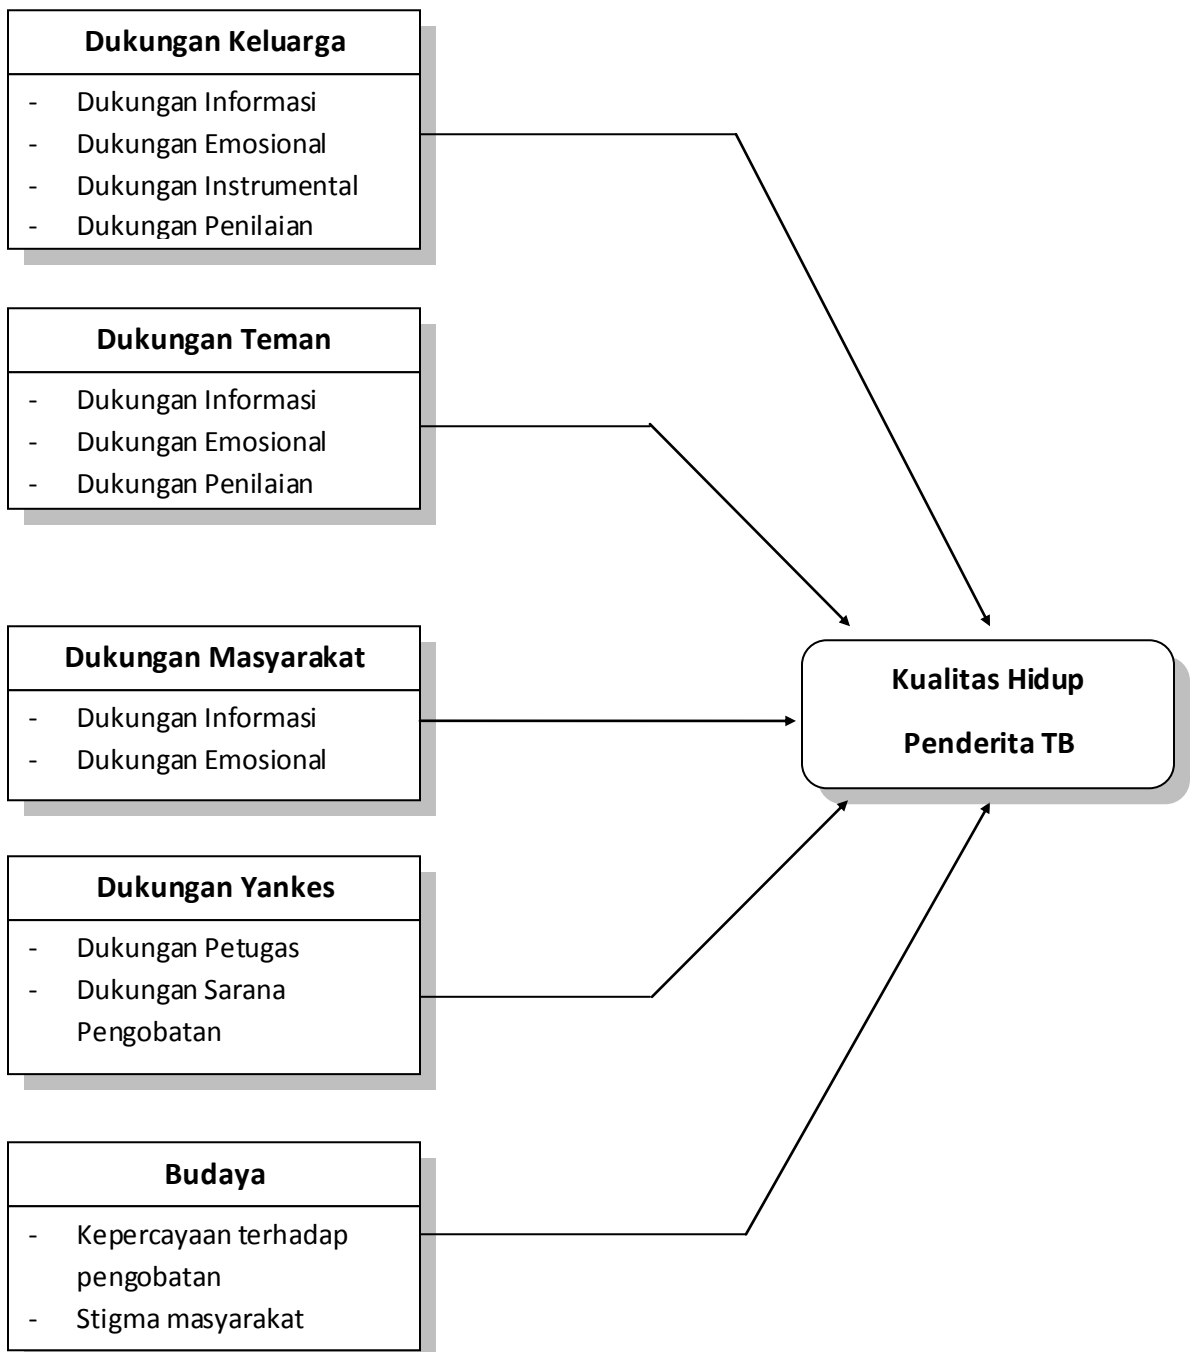 Dukungan Keluarga
- Dukungan Informasi
- Dukungan Emosional
- Dukungan Instrumental
- Dukungan Penilaian
Dukungan Teman
- Dukungan Informasi
- Dukungan Emosional
- Dukungan Penilaian
Dukungan Masyarakat
- Dukungan Informasi
- Dukungan Emosional
Kualitas Hidup
Penderita TB
Dukungan Yankes
- Dukungan Petugas
- Dukungan Sarana
Pengobatan
Budaya
- Kepercayaan terhadap
pengobatan
- Stigma masyarakat